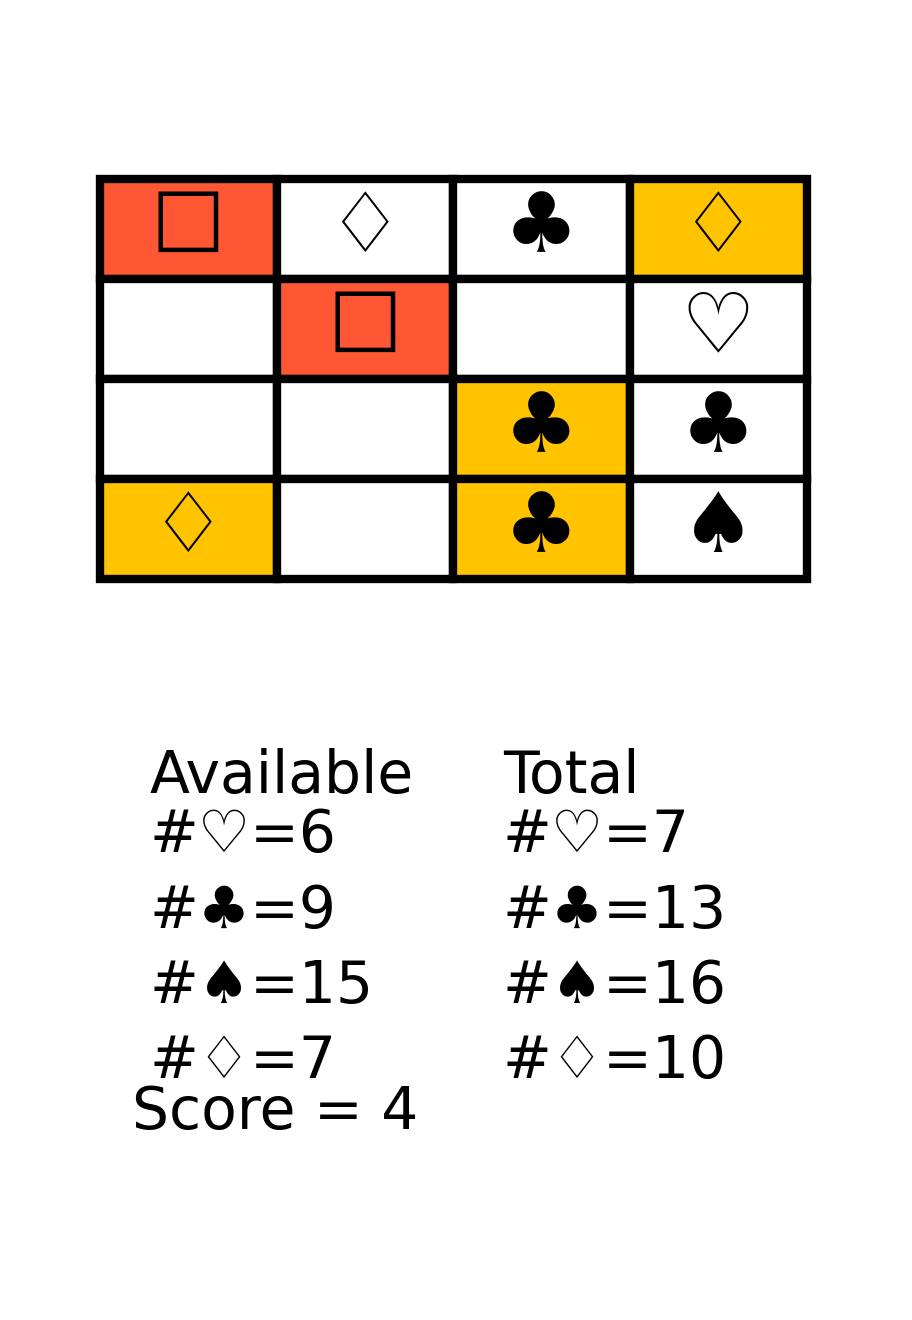 □ ♢ ♣ ♢
□ ♡
♣ ♣
♢ ♣ ♠
Available Total
#♡=6 #♡=7
#♣=9 #♣=13
#♠=15 #♠=16
#♢=7 #♢=10
Score = 4